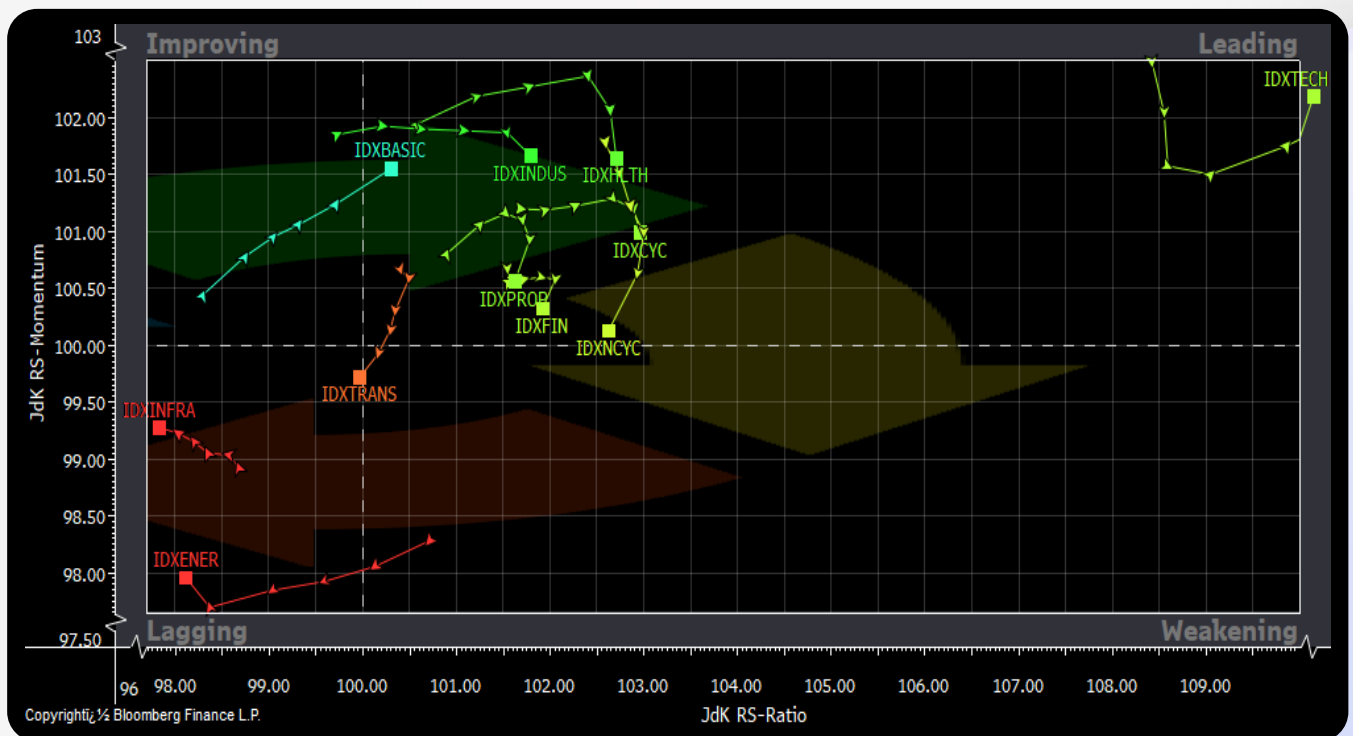 103
Improving
Leading
IDXTECH
102.00
IDXBASIC
101.50
IDXINDUS
IDXHLTH
101.00
IDXCYC
100.50
IDXPROP
IDXFIN
100.00
IDXNCYC
IDXTRANS
99.50
IDXINFRA
99.00
98.50
IDXENER
98.00
97.50
Lagging
Weakening
JdK RS-Momentum
96
98.00
99.00
100.00
101.00
102.00
103.00
104.00
105.00
106.00
107.00
108.00
109.00
Copyright� Bloomberg Finance L.P.
JdK RS-Ratio